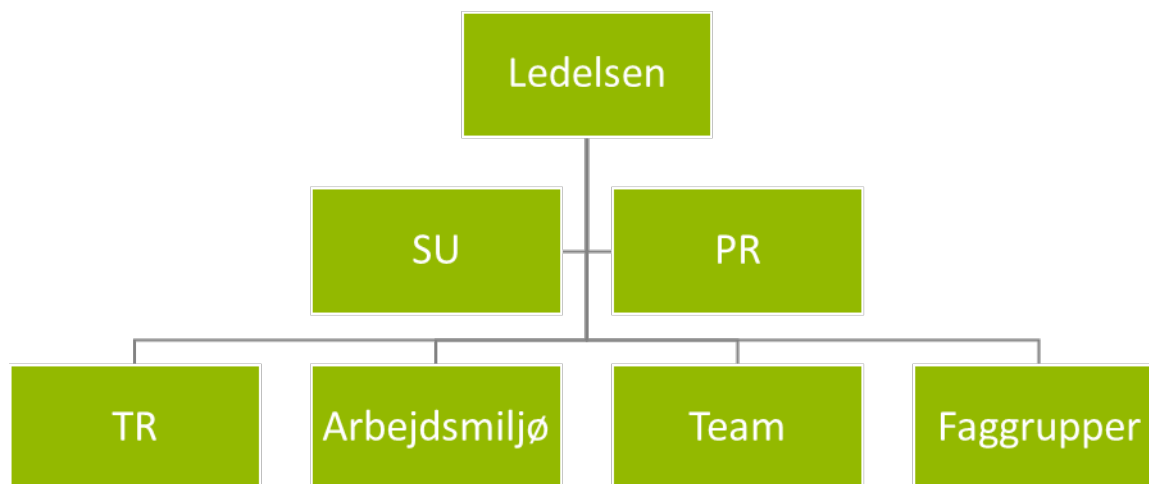 Ledelsen
SU
PR
TR
Arbejdsmiljø
Team
Faggrupper